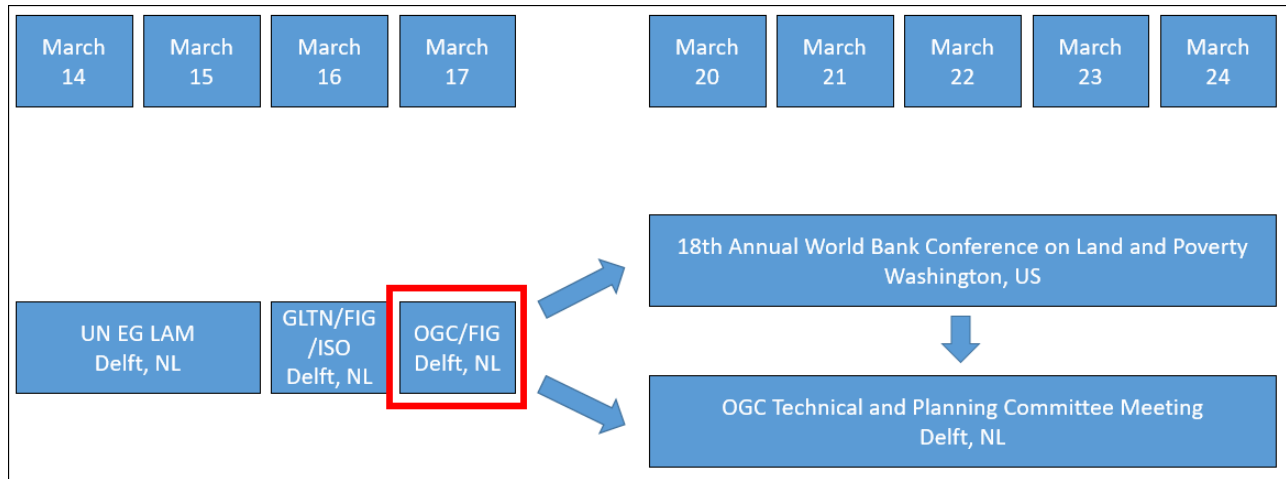 March
14
March
15
March
16
March
17
March
20
March
21
March
22
March
23
March
24
18th Annual World Bank Conference on Land and Poverty
Washington, US
UN EG LAM
Delft, NL
GLTN/FIG
/ISO
Delft, NL
OGC/FIG
Delft, NL
OGC Technical and Planning Committee Meeting
Delft, NL